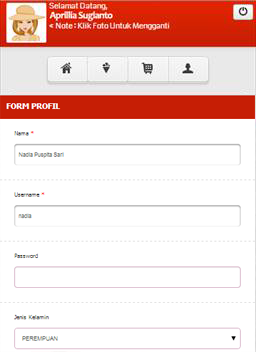 Selamat Datang,
Aprillia Sugianto
< Note : Klik Foto Untuk Mengganti
FORM PROFIL
Nama *
Nadia Puspita Sari
Username *
nadia
Password
Jenis Kelamin
PEREMPUAN